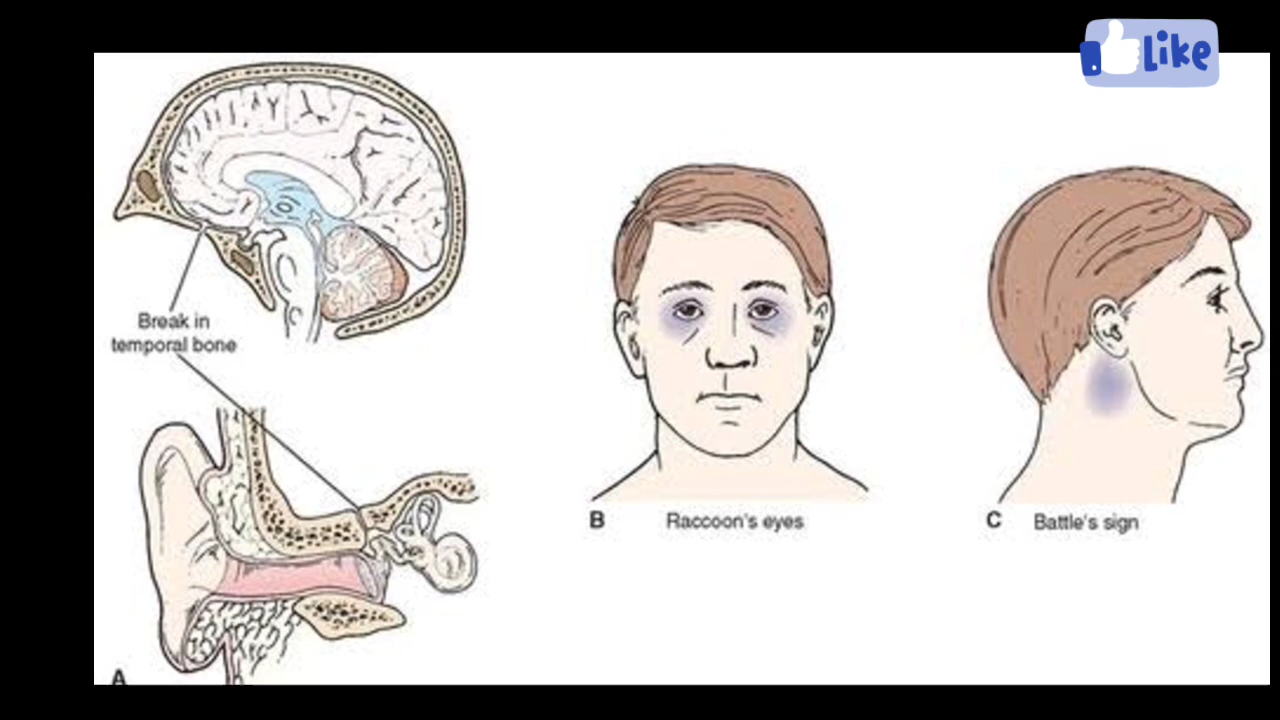 Like
Break in
temporal bone
B Raccoon's eyes
C Battle's sign
A